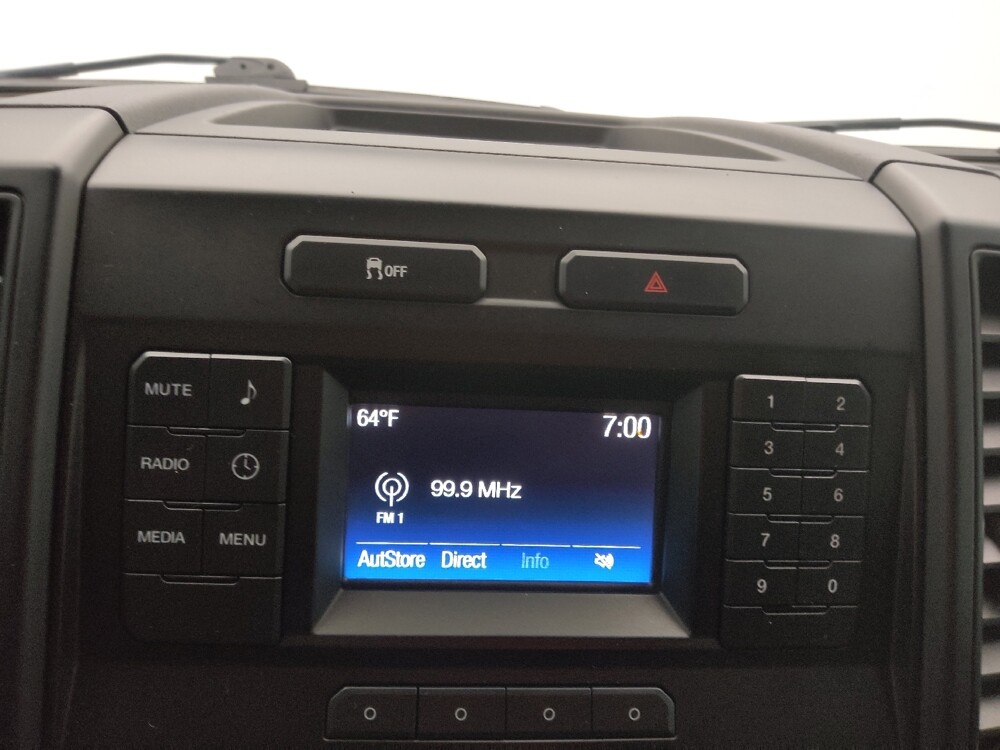 OFF
MUTE
RADIO
MEDIA MENU
64°F 7:00
99.9 MHz
FM 1
AutStore Direct Info
1 2
3 4
5 6
7 8
9 0